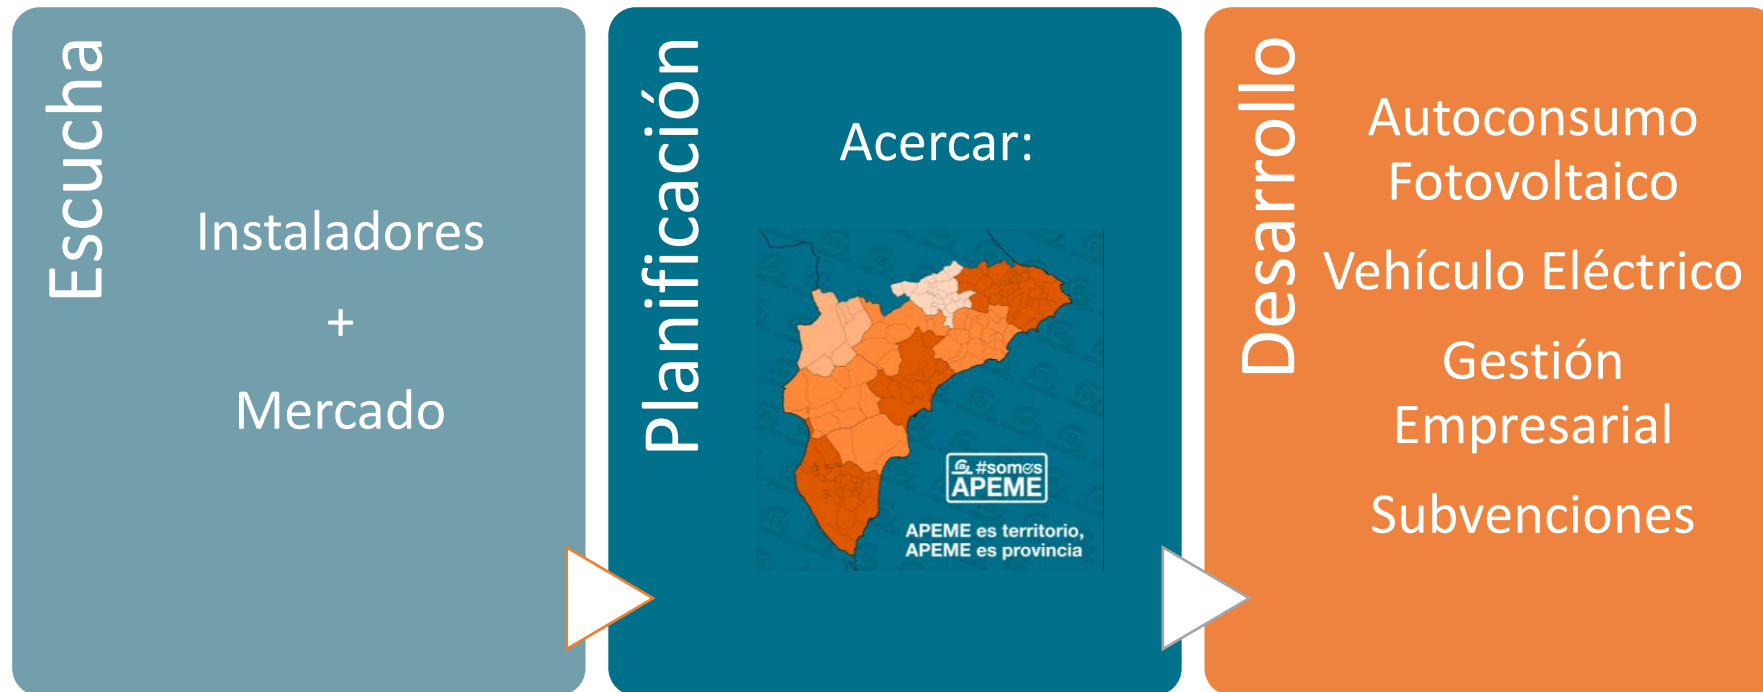 Escucha
Instaladores
+
Mercado
Planificación
Acercar:
#somos
APEME
APEME es territorio,
APEME es provincia
Desarrollo
Autoconsumo
Fotovoltaico
Vehículo Eléctrico
Gestión
Empresarial
Subvenciones